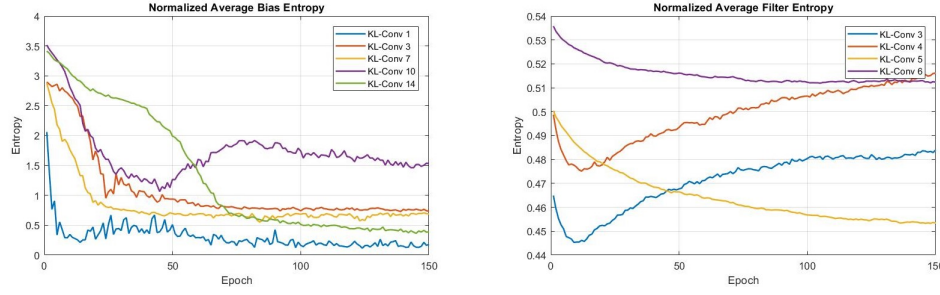 Normalized Average Bias Entropy
4
3.5
3
2.5
2
1.5
1
0.5
0
Entropy
0
50
100
150
Epoch
KL-Conv 1
KL-Conv 3
KL-Conv 7
KL-Conv 10
KL-Conv 14
Normalized Average Filter Entropy
0.54
0.53
0.52
0.51
0.5
0.49
0.48
0.47
0.46
0.45
0.44
Entropy
0
50
100
150
Epoch
KL-Conv 3
KL-Conv 4
KL-Conv 5
KL-Conv 6